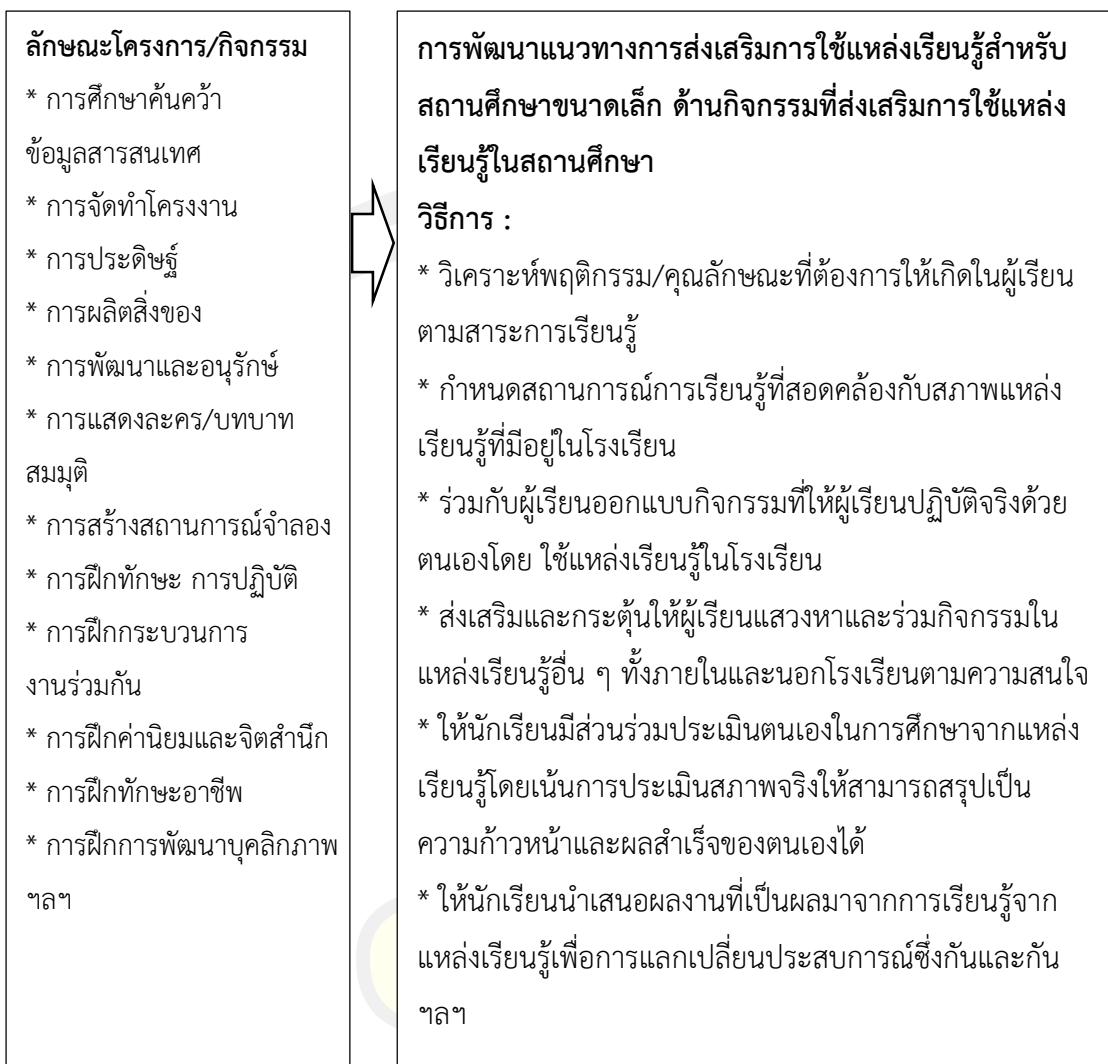 ลักษณะโครงการ/กิจกรรม
* การศึกษาค้นคว้า
ข้อมูลสารสนเทศ
* การจัดทำโครงงาน
* การประดิษฐ์
* การผลิตสิ่งของ
* การพัฒนาและอนุรักษ์
* การแสดงละคร/บทบาท
สมมุติ
* การสร้างสถานการณ์จำลอง
* การฝึกทักษะ การปฏิบัติ
* การฝึกกระบวนการ
งานร่วมกัน
* การฝึกค่านิยมและจิตสำนึก
* การฝึกทักษะอาชีพ
* การฝึกการพัฒนาบุคลิกภาพ
ฯลฯ
การพัฒนาแนวทางการส่งเสริมการใช้แหล่งเรียนรู้สำหรับ
สถานศึกษาขนาดเล็ก ด้านกิจกรรมที่ส่งเสริมการใช้แหล่ง
เรียนรู้ในสถานศึกษา
วิธีการ :
* วิเคราะห์พฤติกรรม/คุณลักษณะที่ต้องการให้เกิดในผู้เรียน
ตามสาระการเรียนรู้
* กำหนดสถานการณ์การเรียนรู้ที่สอดคล้องกับสภาพแหล่ง
เรียนรู้ที่มีอยู่ในโรงเรียน
* ร่วมกับผู้เรียนออกแบบกิจกรรมที่ให้ผู้เรียนปฏิบัติจริงด้วย
ตนเองโดย ใช้แหล่งเรียนรู้ในโรงเรียน
* ส่งเสริมและกระตุ้นให้ผู้เรียนแสวงหาและร่วมกิจกรรมใน
แหล่งเรียนรู้อื่น ๆ ทั้งภายในและนอกโรงเรียนตามความสนใจ
* ให้นักเรียนมีส่วนร่วมประเมินตนเองในการศึกษาจากแหล่ง
เรียนรู้โดยเน้นการประเมินสภาพจริงให้สามารถสรุปเป็น
ความก้าวหน้าและผลสำเร็จของตนเองได้
* ให้นักเรียนนำเสนอผลงานที่เป็นผลมาจากการเรียนรู้จาก
แหล่งเรียนรู้เพื่อการแลกเปลี่ยนประสบการณ์ซึ่งกันและกัน
ฯลฯ